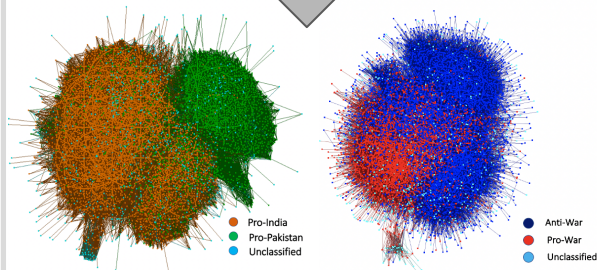 Pro-India
Pro-Pakistan
Unclassified
Anti-War
Pro-War
Unclassified